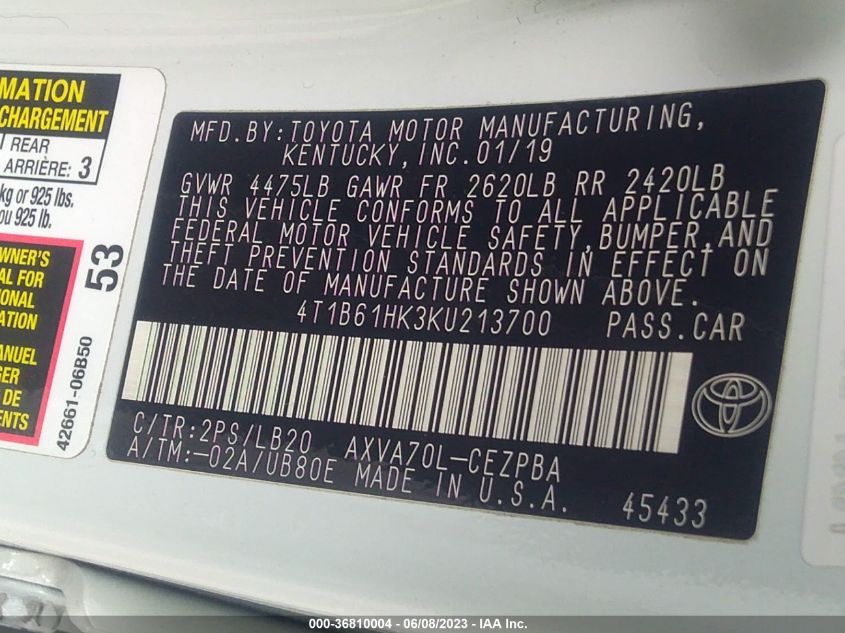 MATION
CHARGEMENT
REAR
ARRIÈRE: 3
kg or 925 lbs.
ou 925 lb.
OWNER'S
AL FOR
IONAL
ATION
ANUEL
GER
DE
EMENTS
53
42661-06B50
MFD.BY:TOYOTA MOTOR MANUFACTURING,
KENTUCKY, INC.01/19
GVWR 4475LB GAWR FR 2620LB RR 2420LB
THIS VEHICLE CONFORMS TO ALL APPLICABLE
FEDERAL MOTOR VEHICLE SAFETY,BUMPER,AND
THEFT PREVENTION STANDARDS IN EFFECT ON
THE DATE OF MANUFACTURE SHOWN ABOVE.
4T1B61HK3KU213700 PASS.CAR
C/TR:2PS/LB20 AXVA70L-CEZPBA
A/TM:-02A/UB80E MADE IN U.S.A.
45433
000-36810004 - 06/08/2023 - IAA Inc.